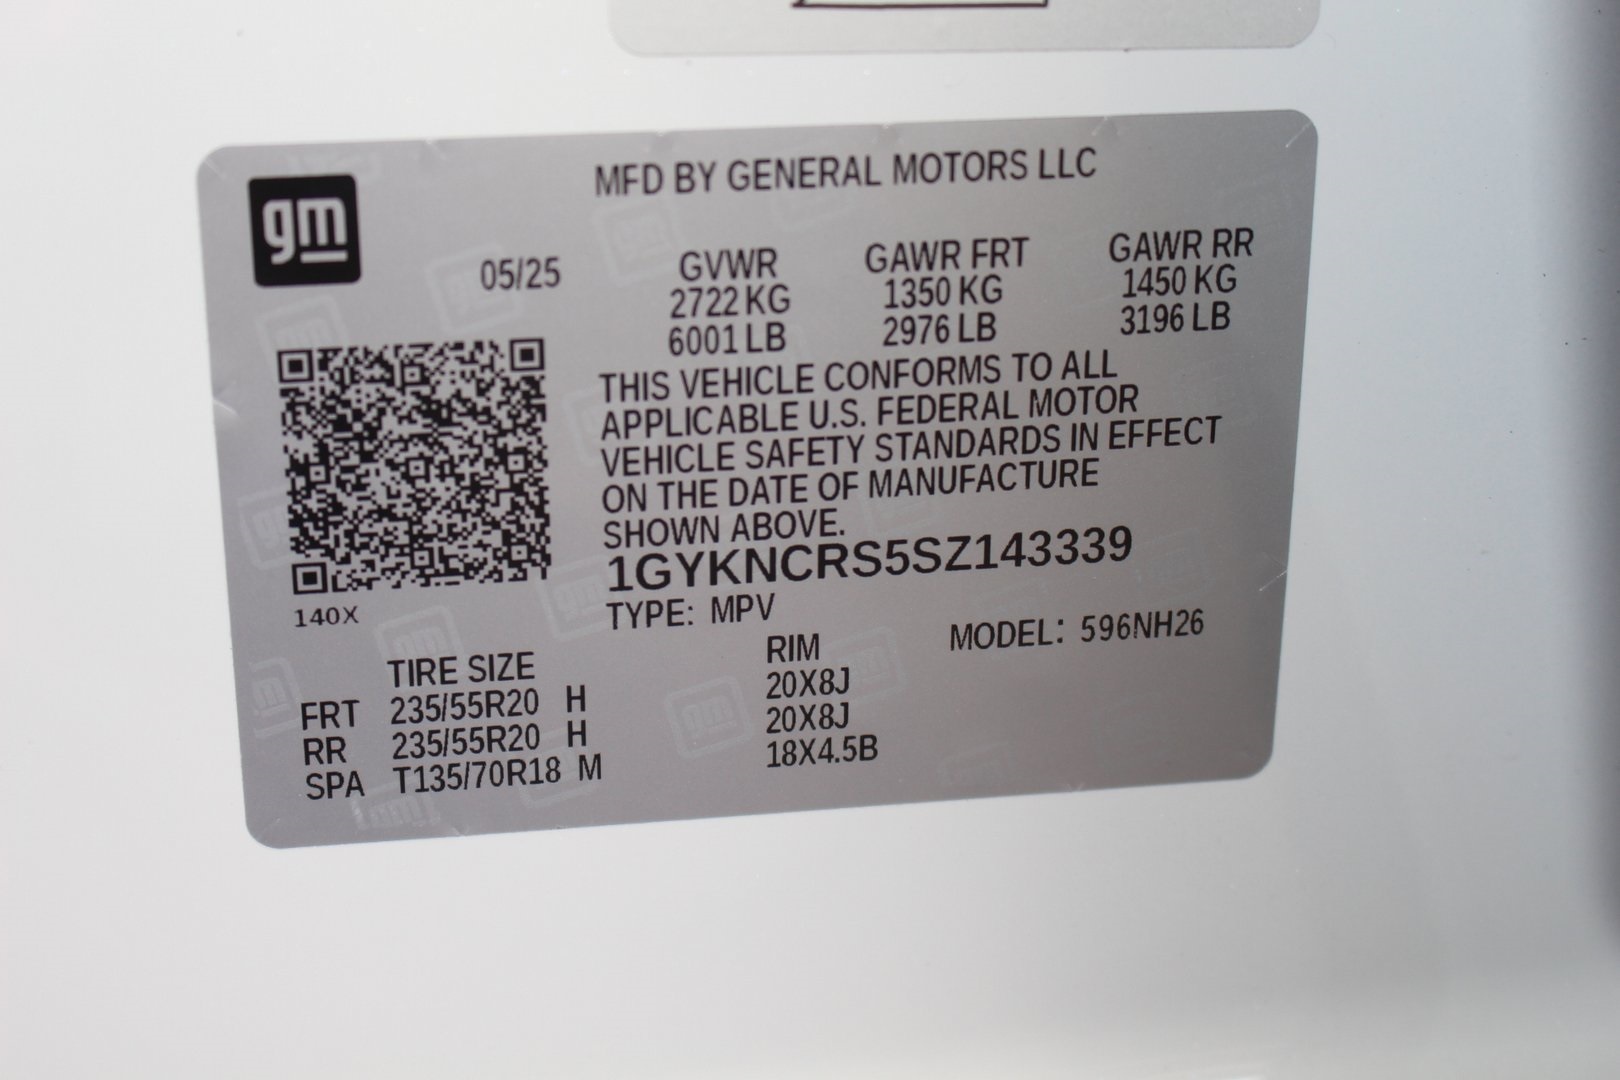 gm
MFD BY GENERAL MOTORS LLC
05/25
GVWR GAWR FRT GAWR RR
2722 KG 1350 KG 1450 KG
6001 LB 2976 LB 3196 LB
THIS VEHICLE CONFORMS TO ALL
APPLICABLE U.S. FEDERAL MOTOR
VEHICLE SAFETY STANDARDS IN EFFECT
ON THE DATE OF MANUFACTURE
SHOWN ABOVE.
1GYKNCRS5SZ143339
140X
TYPE: MPV
MODEL: 596NH26
TIRE SIZE RIM
FRT 235/55R20 H 20X8J
RR 235/55R20 H 20X8J
SPA T135/70R18 M 18X4.5B